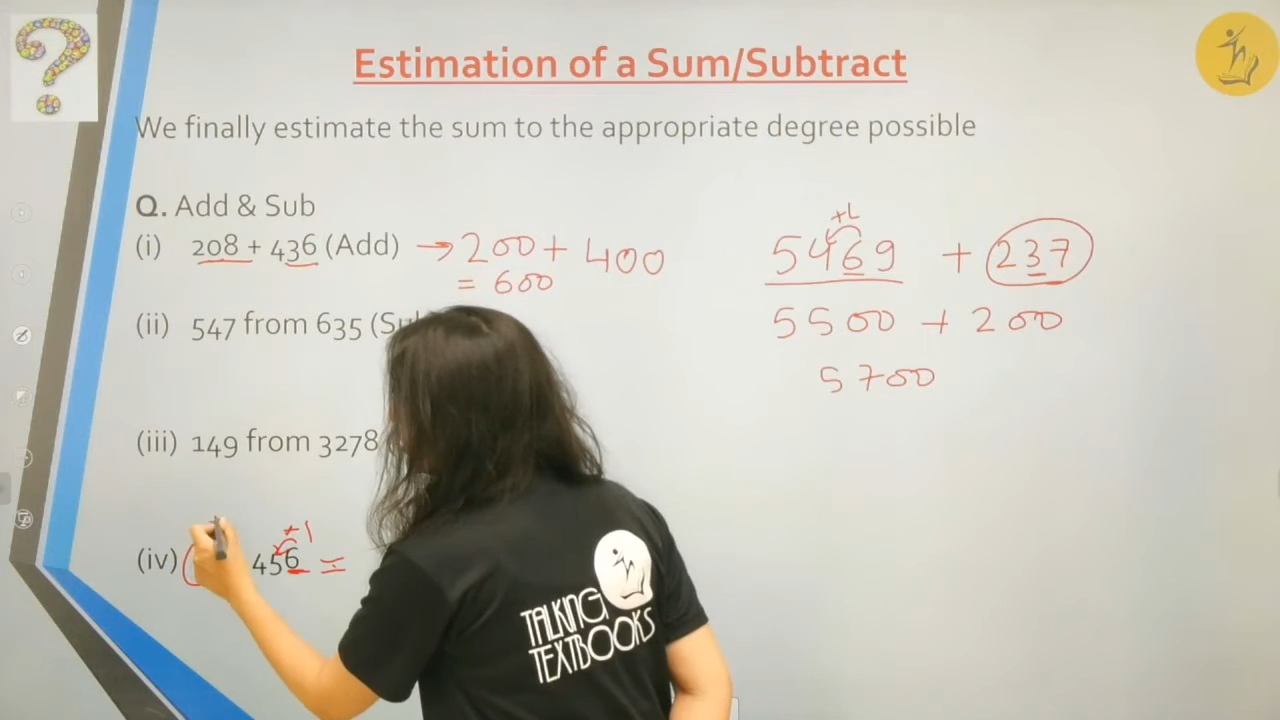 Estimation of a Sum/Subtract
We finally estimate the sum to the appropriate degree possible
Q. Add & Sub
(i) 208 + 436 (Add) → 200 + 400
= 600
(ii) 547 from 635
(iii) 149 from 3278
+1
(iv) 456 =
+1
5469 + 237
5500 + 200
5700
TALKING
TEXTBOOKS